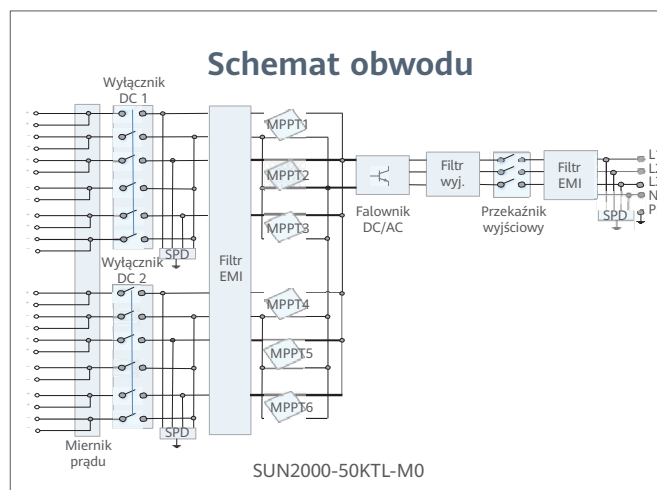 Schemat obwodu
Wyłącznik
DC 1
MPPT1
MPPT2
MPPT3
SPD
Wyłącznik
DC 2
Filtr
EMI
MPPT4
MPPT5
MPPT6
SPD
Miernik
prądu
Falownik
DC/AC
Filtr
wyj.
Przekaźnik
wyjściowy
Filtr
EMI
SPD
L1
L2
L3
N
P
SUN2000-50KTL-M0